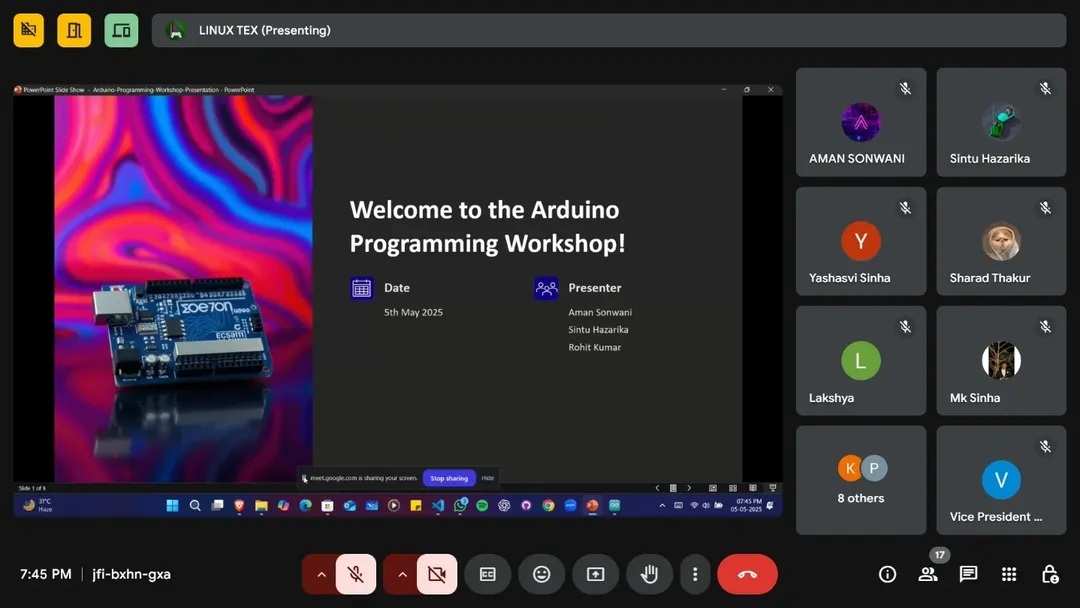 LINUX TEX (Presenting)
PowerPoint Slide Show - Arduino-Programming-Workshop-Presentation - PowerPoint
Welcome to the Arduino
Programming Workshop!
Date
5th May 2025
Presenter
Aman Sonwani
Sintu Hazarika
Rohit Kumar
meet.google.com is sharing your screen.
Stop sharing
Hide
Slide 1 of 9
31°C
Haze
07:45 PM
05-05-2025
AMAN SONWANI
Sintu Hazarika
Y
Yashasvi Sinha
Sharad Thakur
L
Lakshya
Mk Sinha
K P
8 others
V
Vice President ...
7:45 PM | jfi-bxhn-gxa
17